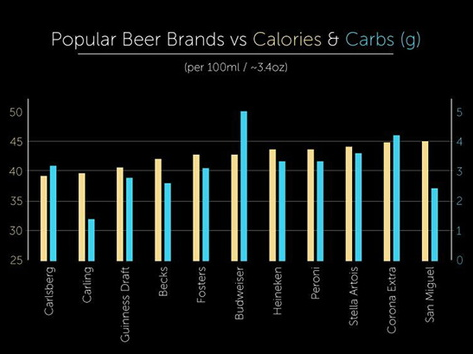 Popular Beer Brands vs Calories & Carbs (g)
(per 100ml / ~3.4oz)
50
45
40
35
30
25
5
4
3
2
1
0
Carlsberg
Carling
Guinness Draft
Becks
Fosters
Budweiser
Heineken
Peroni
Stella Artois
Corona Extra
San Miguel